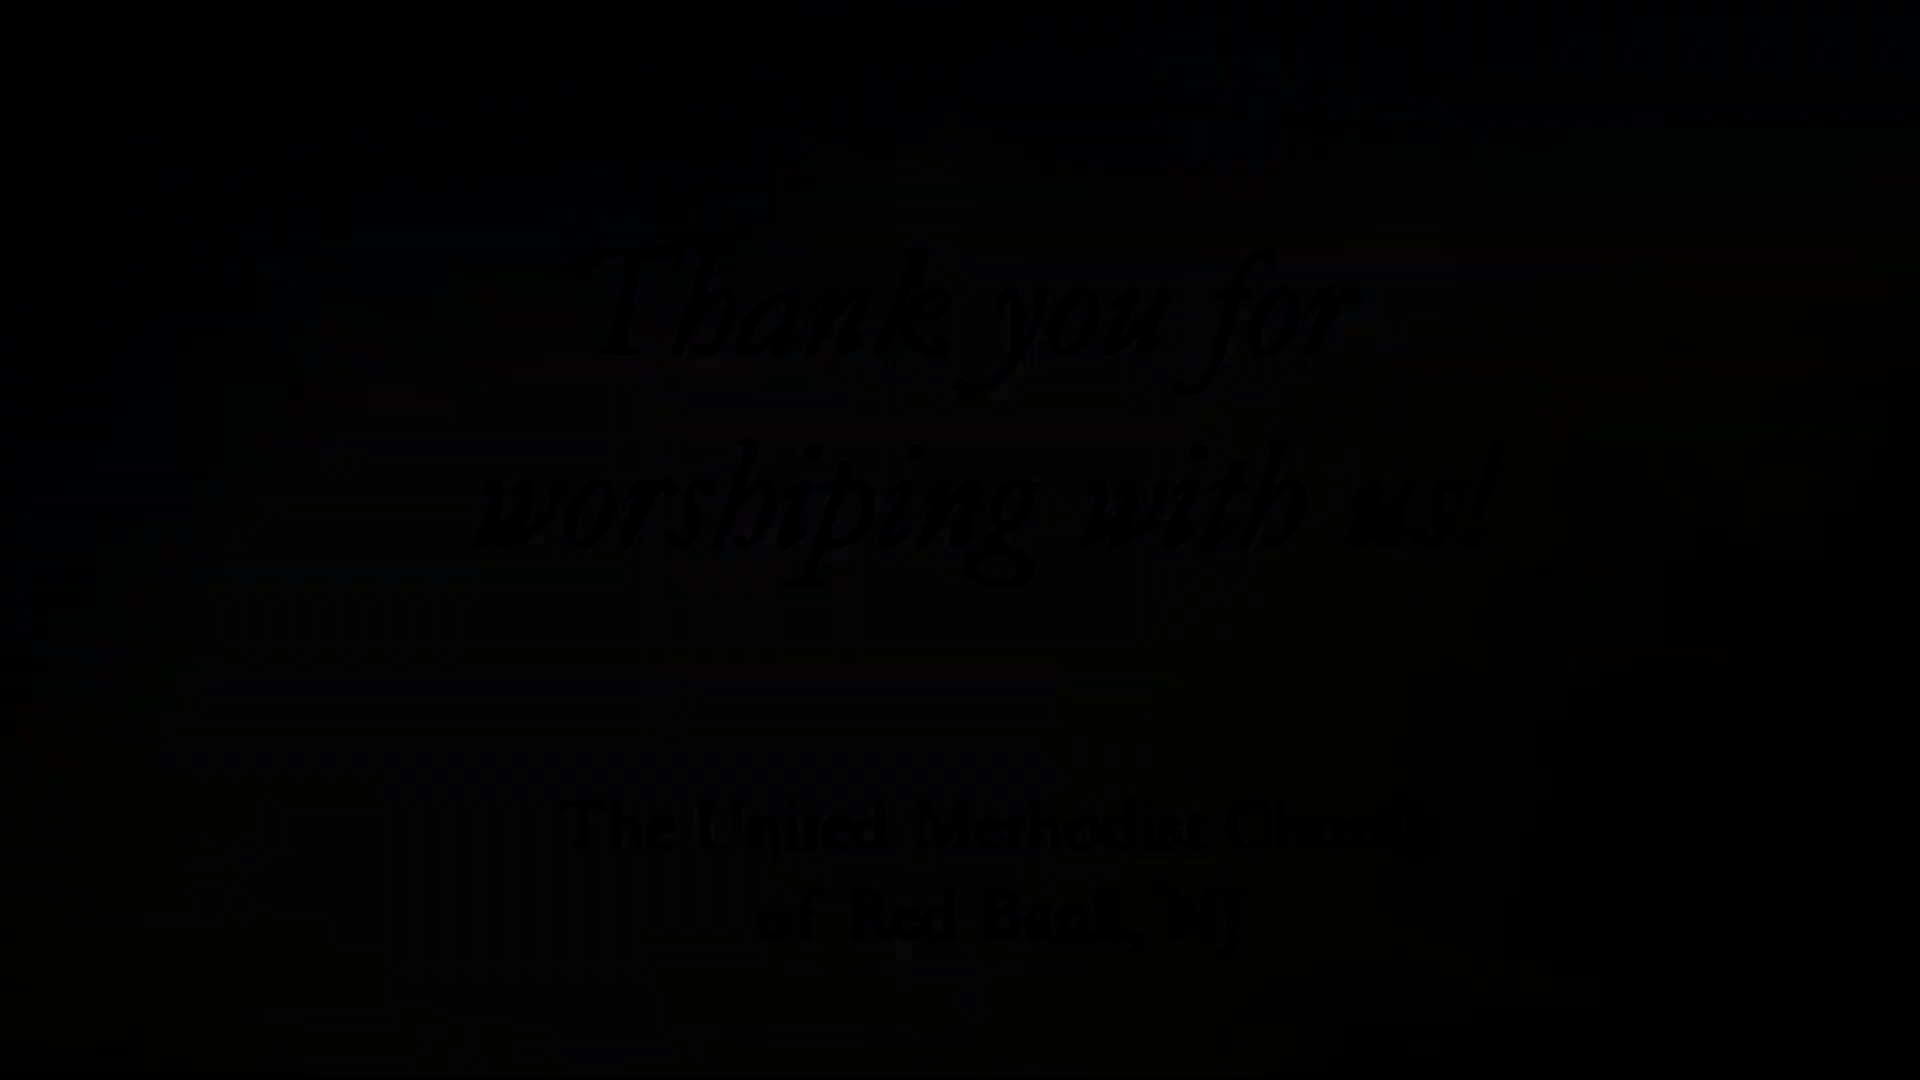 Thank you for
worshiping with us!
The United Methodist Church
of Red Bank, NJ